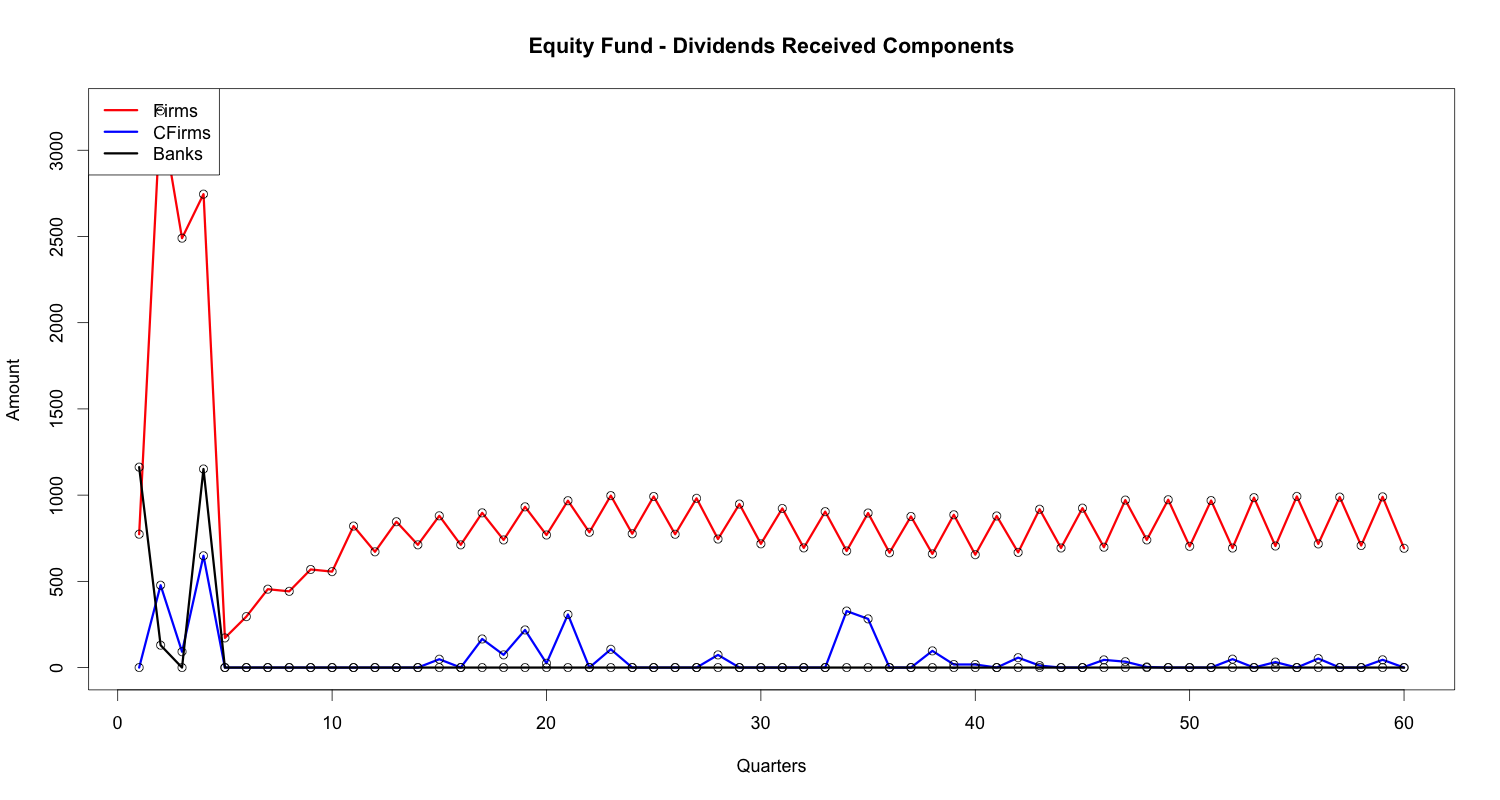 Equity Fund - Dividends Received Components
Firms
CFirms
Banks
Amount
3000
2500
2000
1500
1000
500
0
0 10 20 30 40 50 60
Quarters